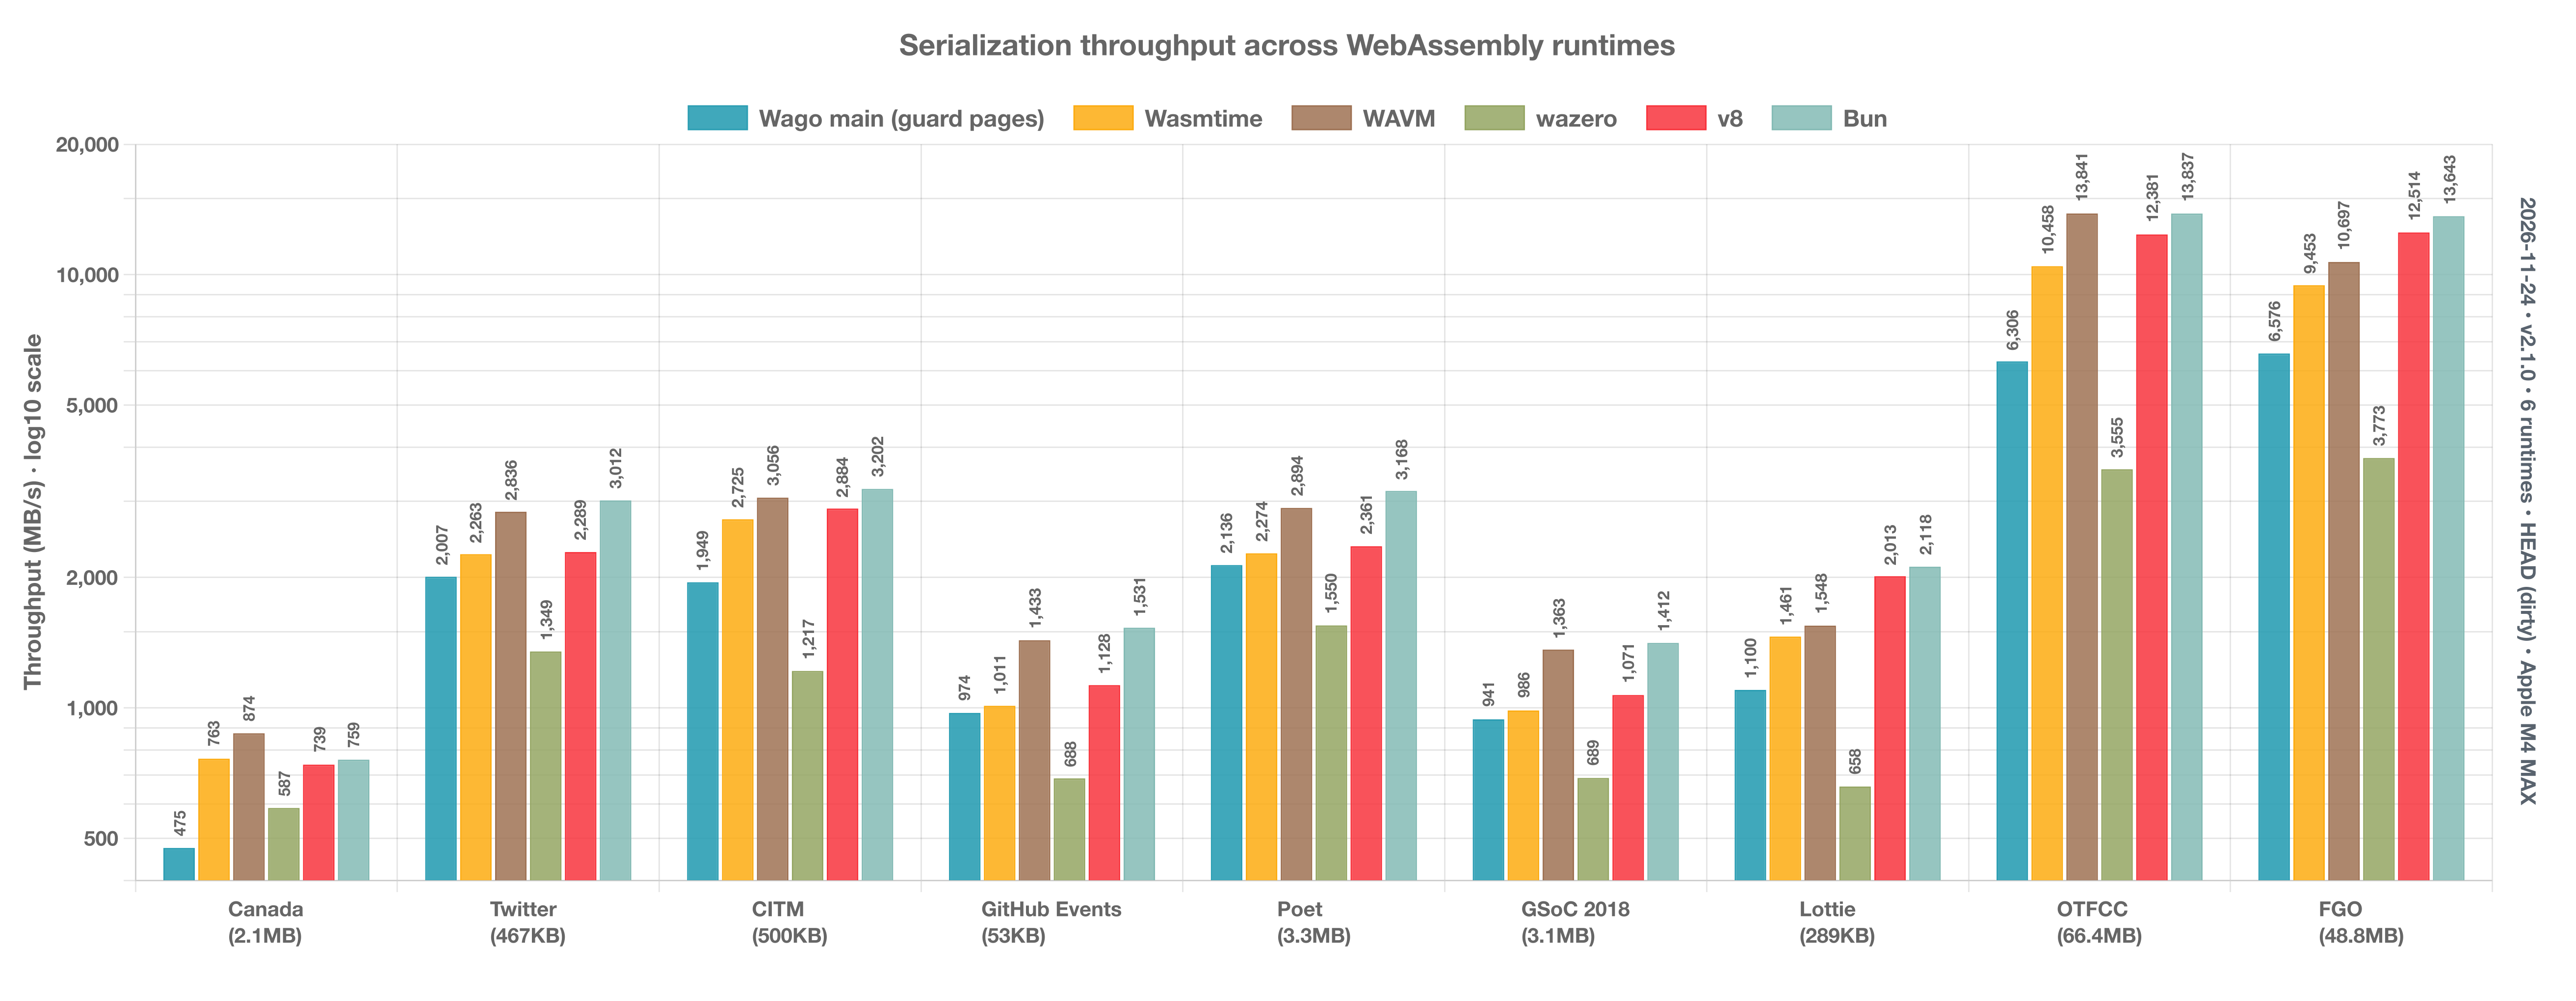 Serialization throughput across WebAssembly runtimes
Wago main (guard pages)
Wasmtime
WAVM
wazero
v8
Bun
Throughput (MB/s) · log10 scale
20,000
10,000
5,000
2,000
1,000
500
475
763
874
587
739
759
2,007
2,263
2,836
1,349
2,289
3,012
1,949
2,725
3,056
1,217
2,884
3,202
974
1,011
1,433
688
1,128
1,531
2,136
2,274
2,894
1,550
2,361
3,168
941
986
1,363
689
1,071
1,412
1,100
1,461
1,548
658
2,013
2,118
6,306
10,458
13,841
3,555
12,381
13,837
6,576
9,453
10,697
3,773
12,514
13,643
Canada
(2.1MB)
Twitter
(467KB)
CITM
(500KB)
GitHub Events
(53KB)
Poet
(3.3MB)
GSoC 2018
(3.1MB)
Lottie
(289KB)
OTFCC
(66.4MB)
FGO
(48.8MB)
2026-11-24 • v2.1.0 • 6 runtimes • HEAD (dirty) • Apple M4 MAX